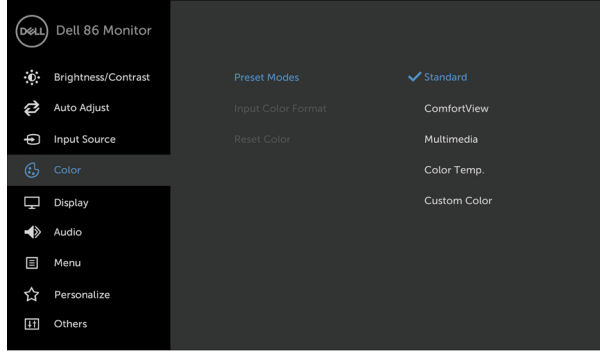 DELL Dell 86 Monitor
Brightness/Contrast
Auto Adjust
Input Source
Color
Display
Audio
Menu
Personalize
Others
Preset Modes
Input Color Format
Reset Color
Standard
ComfortView
Multimedia
Color Temp.
Custom Color